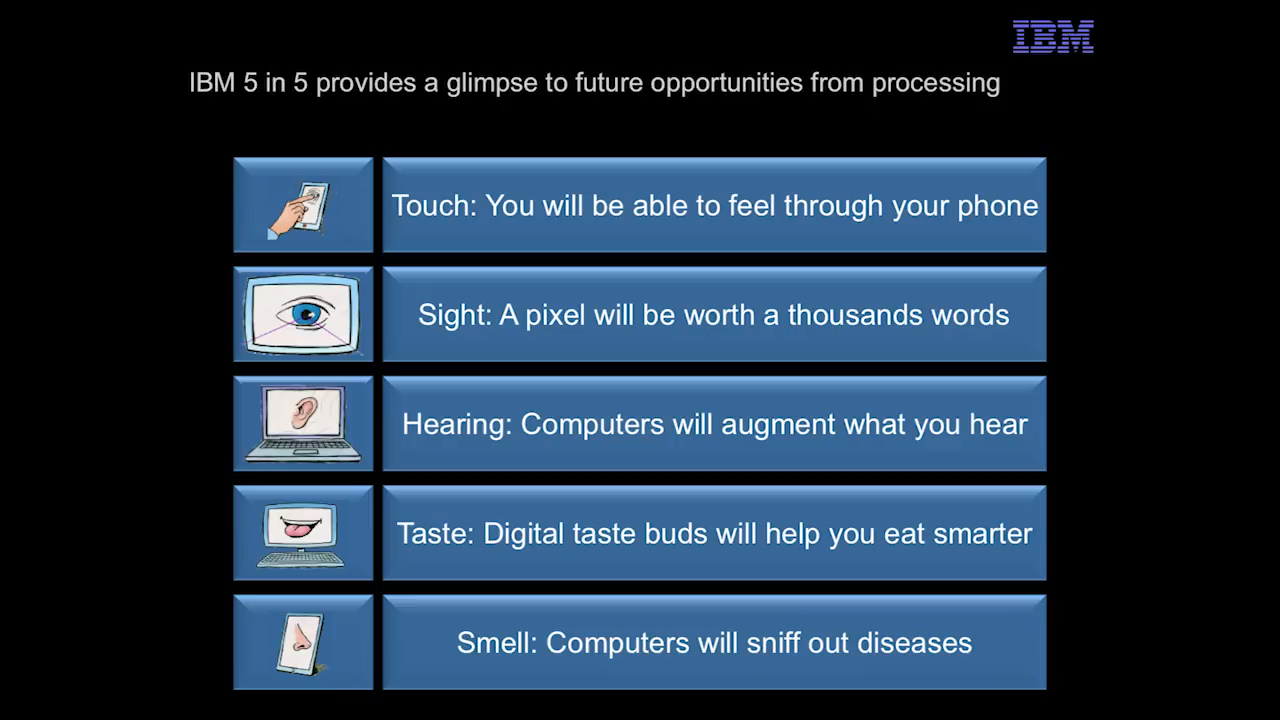 IBM
IBM 5 in 5 provides a glimpse to future opportunities from processing
Touch: You will be able to feel through your phone
Sight: A pixel will be worth a thousands words
Hearing: Computers will augment what you hear
Taste: Digital taste buds will help you eat smarter
Smell: Computers will sniff out diseases